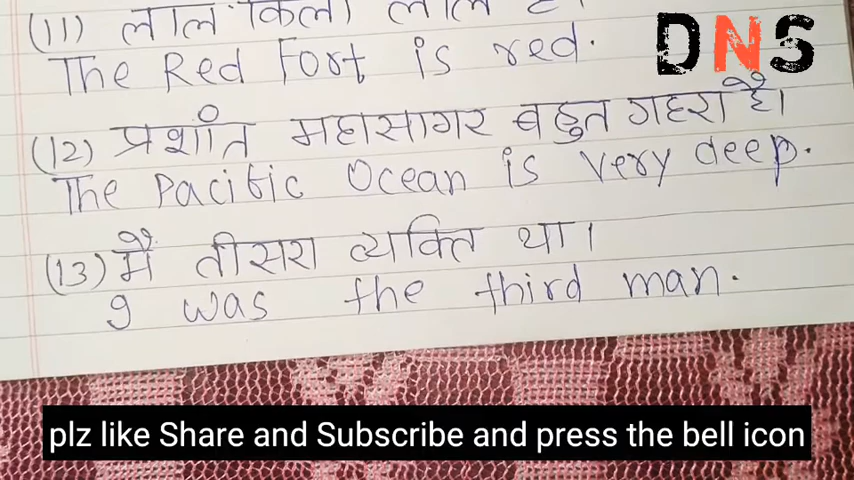 (11) लाल किला लाल है।
The Red Fort is red.
DNS
(12) प्रशांत महासागर बहुत गहरा है।
The Pacific Ocean is very deep.
(13) मैं तीसरा व्यक्ति था।
I was the third man.
plz like Share and Subscribe and press the bell icon